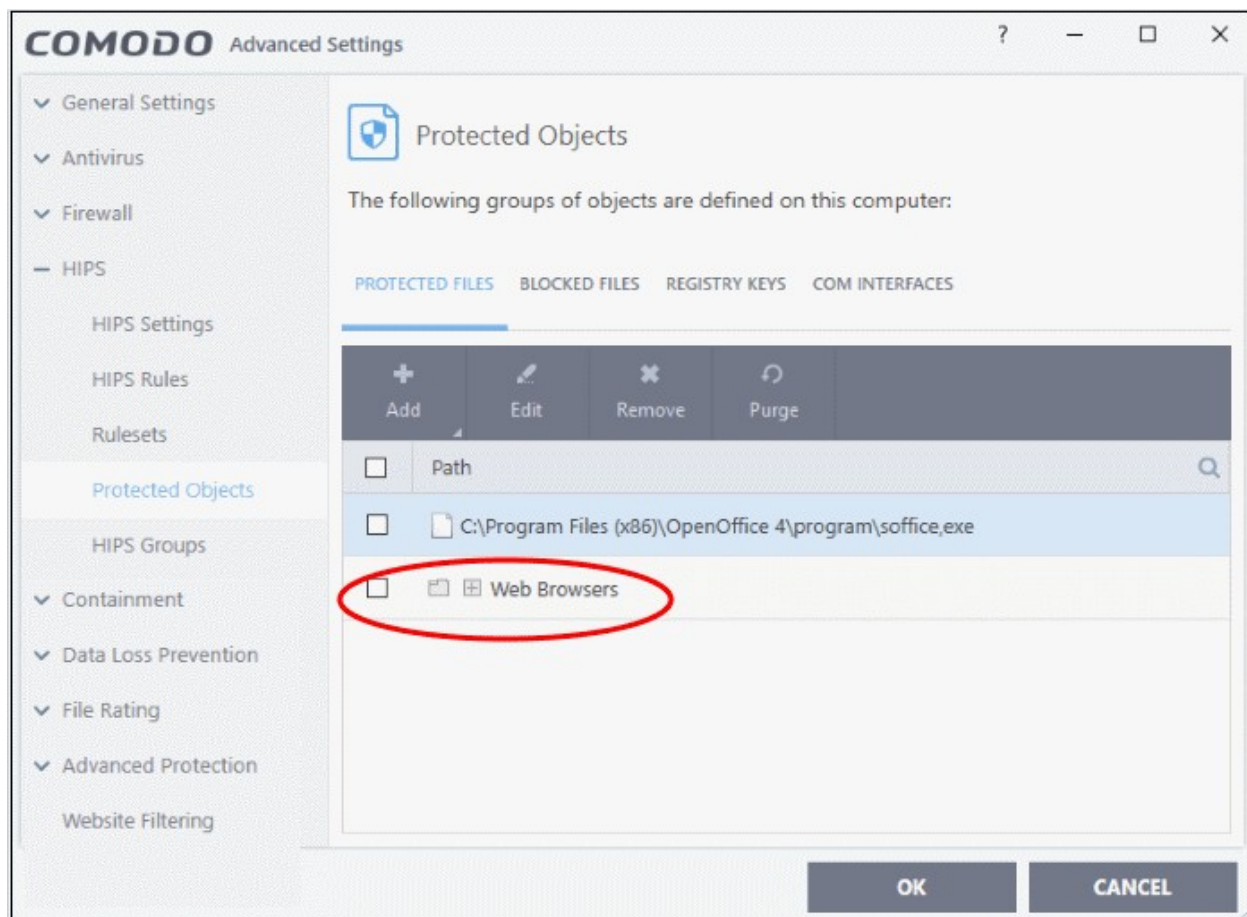 COMODO Advanced Settings ?
General Settings
Antivirus
Firewall
HIPS
HIPS Settings
HIPS Rules
Rulesets
Protected Objects
HIPS Groups
Containment
Data Loss Prevention
File Rating
Advanced Protection
Website Filtering
Protected Objects
The following groups of objects are defined on this computer:
PROTECTED FILES BLOCKED FILES REGISTRY KEYS COM INTERFACES
Add Edit Remove Purge
Path
C:\Program Files (x86)\OpenOffice 4\program\soffice,exe
Web Browsers
OK CANCEL